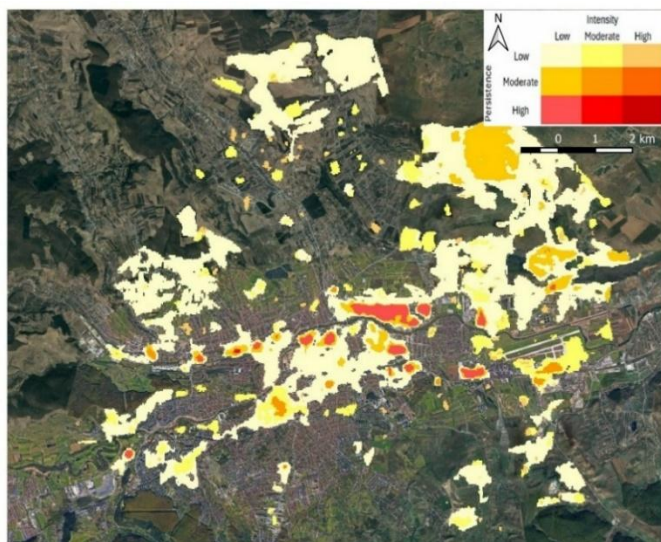 N
Intensity
Low Moderate High
Persistence
Low
Moderate
High
0 1 2 km